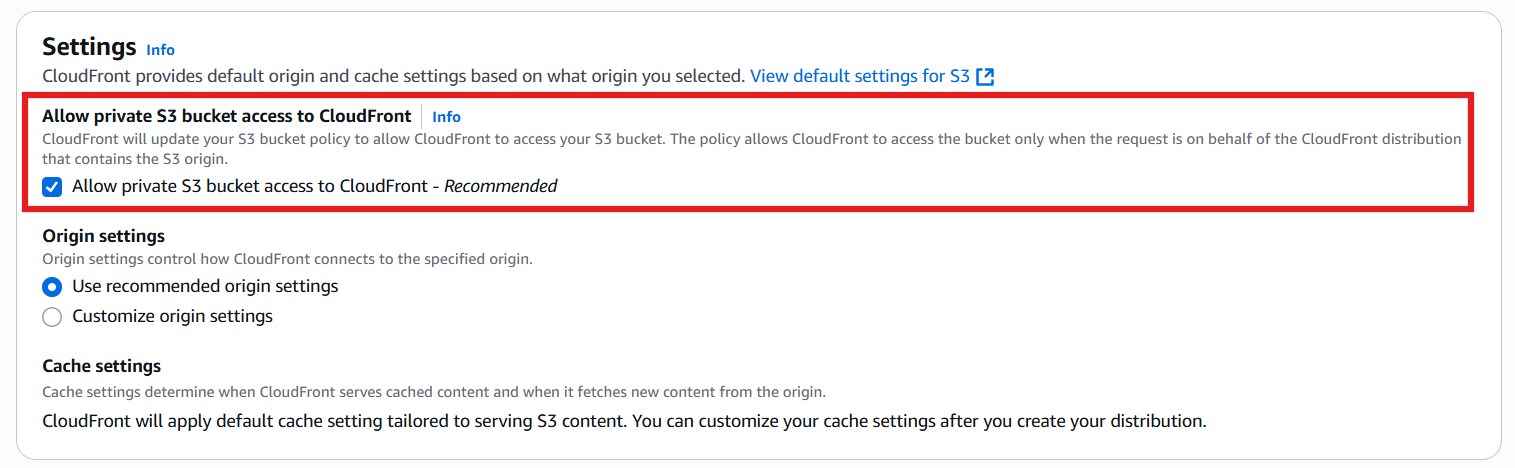 Settings Info
CloudFront provides default origin and cache settings based on what origin you selected. View default settings for S3
Allow private S3 bucket access to CloudFront Info
CloudFront will update your S3 bucket policy to allow CloudFront to access your S3 bucket. The policy allows CloudFront to access the bucket only when the request is on behalf of the CloudFront distribution
that contains the S3 origin.
Allow private S3 bucket access to CloudFront - Recommended
Origin settings
Origin settings control how CloudFront connects to the specified origin.
Use recommended origin settings
Customize origin settings
Cache settings
Cache settings determine when CloudFront serves cached content and when it fetches new content from the origin.
CloudFront will apply default cache setting tailored to serving S3 content. You can customize your cache settings after you create your distribution.